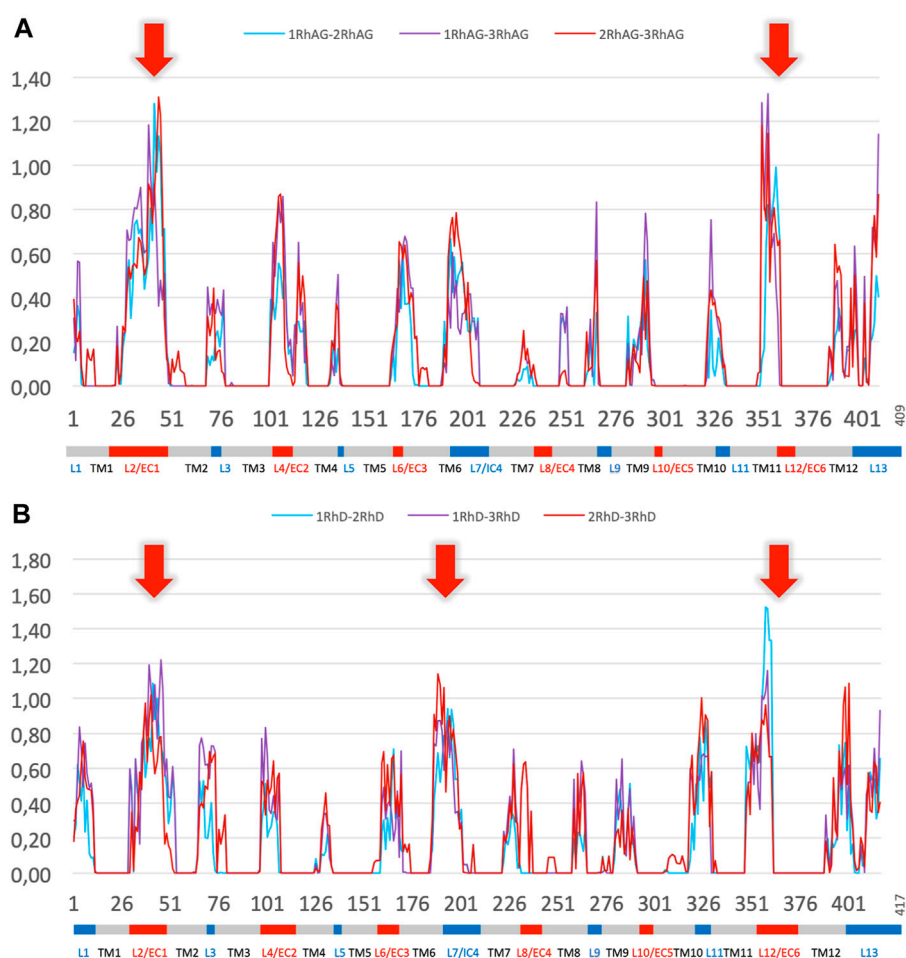 A
1RhAG-2RhAG 1RhAG-3RhAG 2RhAG-3RhAG
1,40
1,20
1,00
0,80
0,60
0,40
0,20
0,00
1 26 51 76 101 126 151 176 201 226 251 276 301 326 351 376 401 409
L1 TM1 L2/EC1 TM2 L3 TM3 L4/EC2 TM4 L5 TM5 L6/EC3 TM6 L7/IC4 TM7 L8/EC4 TM8 L9 TM9 L10/EC5 TM10 L11 TM11 L12/EC6 TM12 L13
B
1RhD-2RhD 1RhD-3RhD 2RhD-3RhD
1,80
1,60
1,40
1,20
1,00
0,80
0,60
0,40
0,20
0,00
1 26 51 76 101 126 151 176 201 226 251 276 301 326 351 376 401 417
L1 TM1 L2/EC1 TM2 L3 TM3 L4/EC2 TM4 L5 TM5 L6/EC3 TM6 L7/IC4 TM7 L8/EC4 TM8 L9 TM9 L10/EC5 TM10 L11 TM11 L12/EC6 TM12 L13